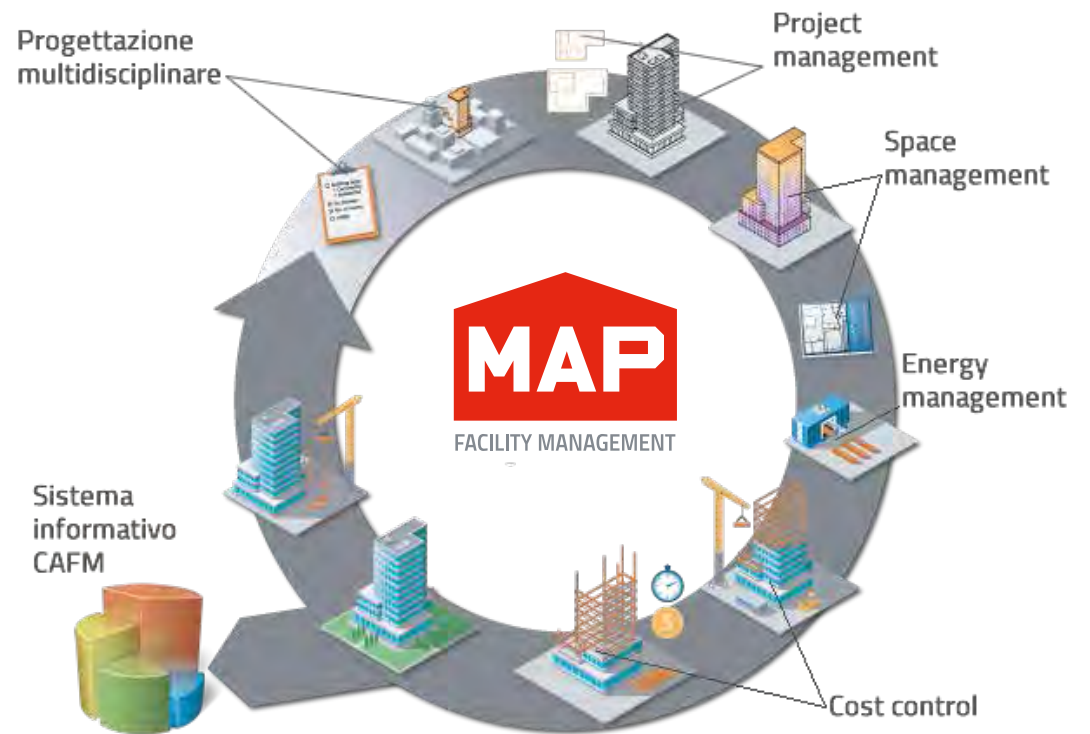 Progettazione
multidisciplinare
Project
management
Space
management
MAP
FACILITY MANAGEMENT
Energy
management
Sistema
informativo
CAFM
Cost control